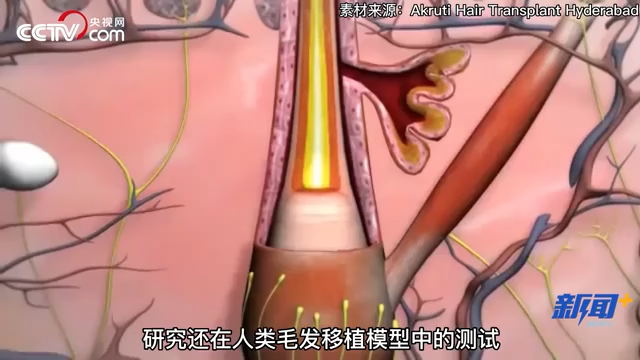 素材来源：Akruti Hair Transplant Hyderabad
CCTV 央视网
com
新闻+
研究还在人类毛发移植模型中的测试